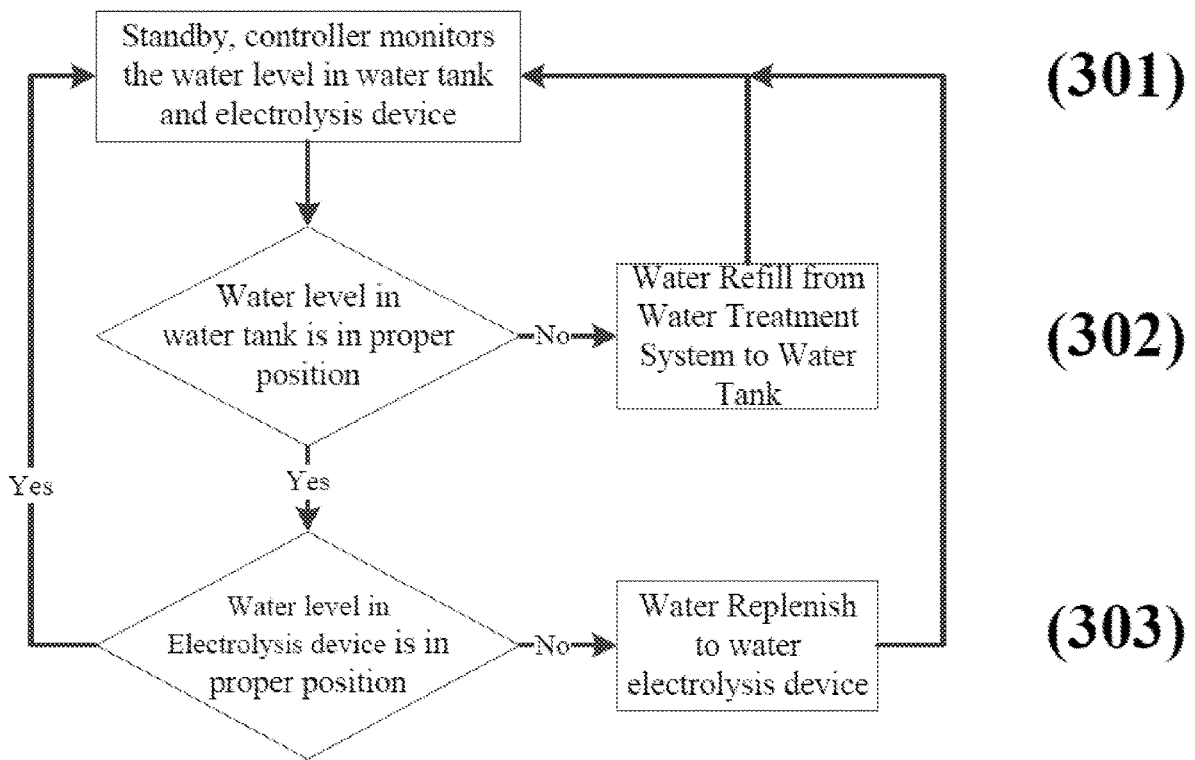 Standby, controller monitors
the water level in water tank
and electrolysis device
(301)
Water level in
water tank is in proper
position
No
Water Refill from
Water Treatment
System to Water
Tank
(302)
Yes
Yes
Water level in
Electrolysis device is in
proper position
No
Water Replenish
to water
electrolysis device
(303)